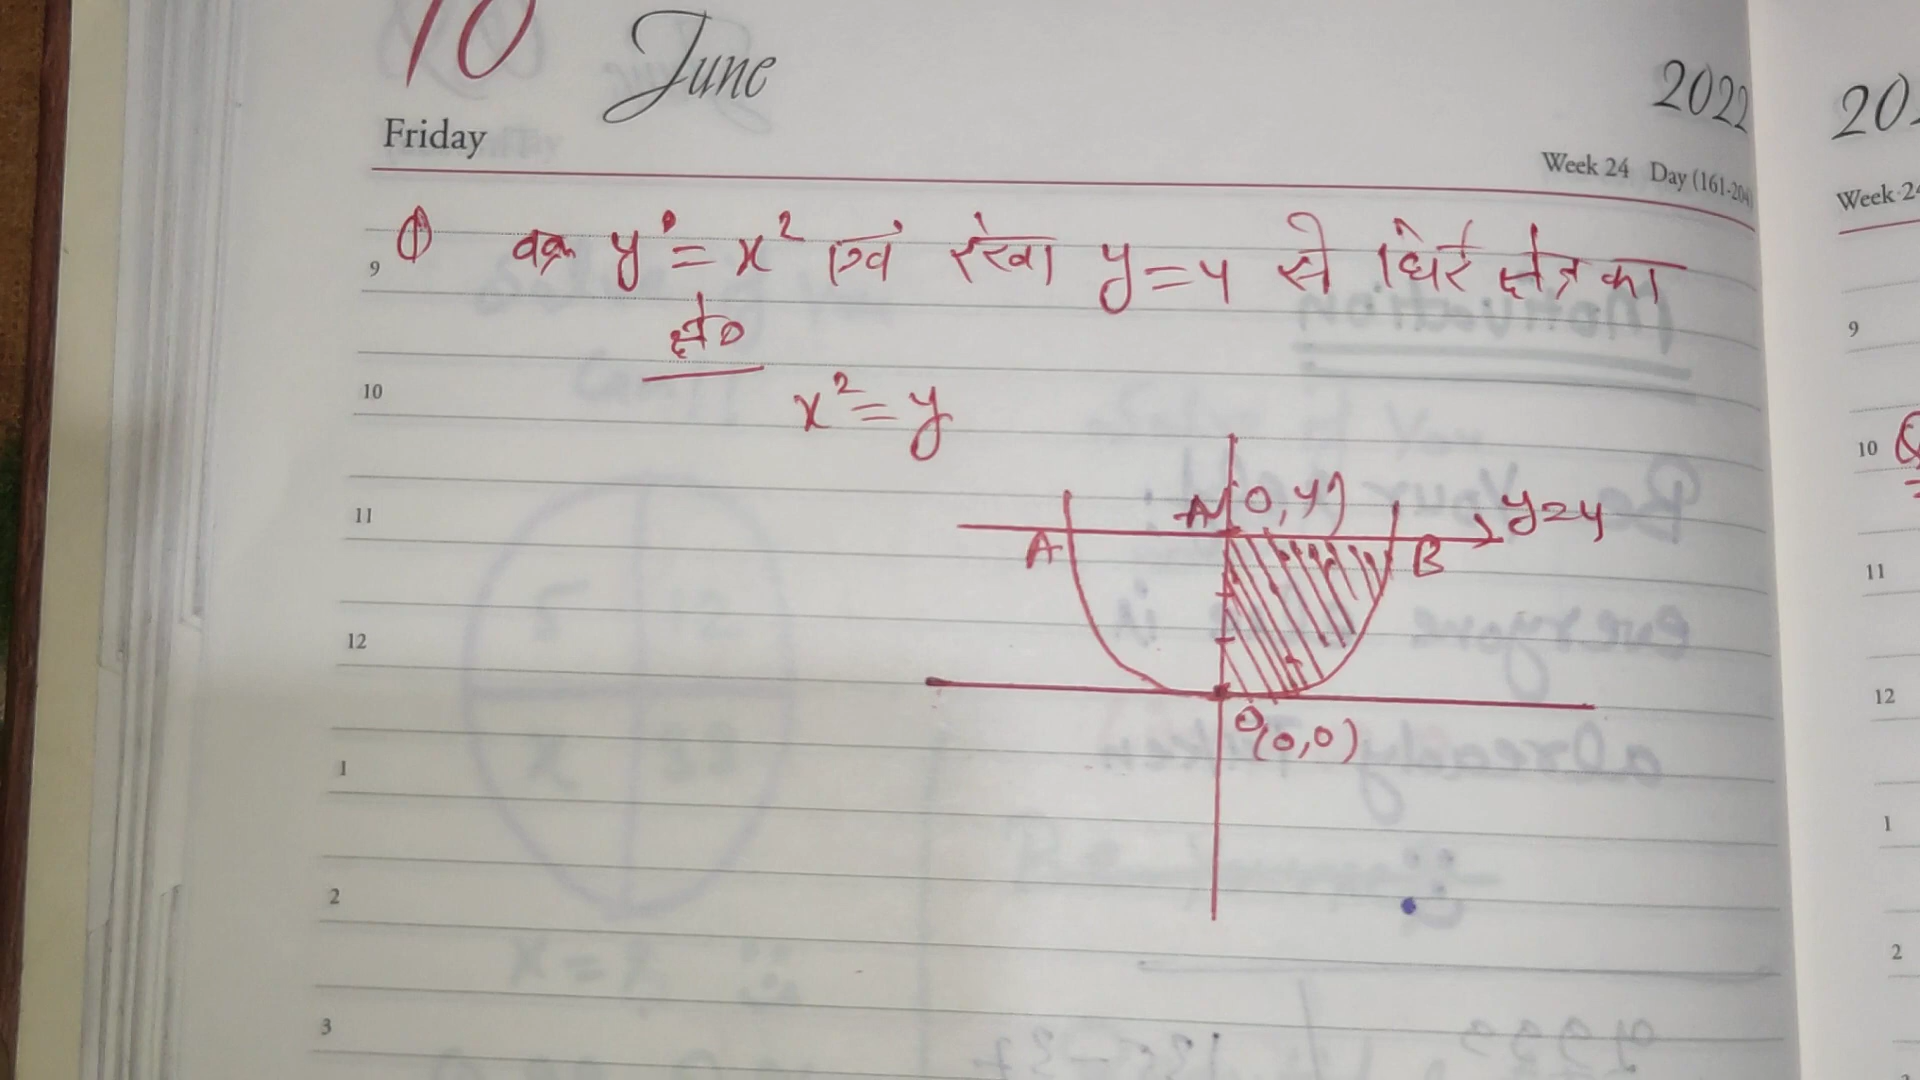 10 June 2022
Friday
Week 24 Day (161-204)
① वक्र y = x² एवं रेखा y = 4 से घिरे क्षेत्र का
क्षे०
x² = y
A (0, 4) y = 4
A B
O (0,0)
9
10
11
12
1
2
3
20
Week 24
9
10
11
12
1
2